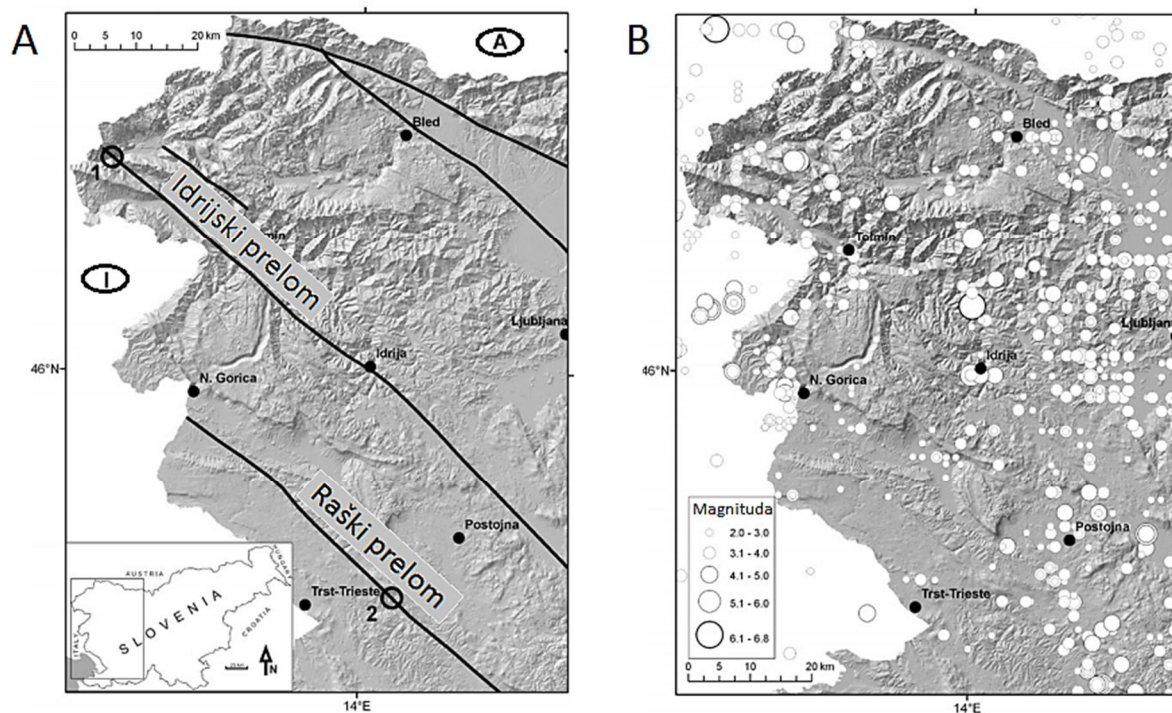 A
0 5 10 20 km
A
Bled
1
Idrijski prelom
I
Ljubljana
Idrija
46°N
N. Gorica
Raški prelom
Postojna
Trst-Trieste
2
AUSTRIA
HUNGARY
SLOVENIA
ITALY
CROATIA
25 km
N
14°E
B
Bled
Tolmin
Ljubljana
Idrija
46°N
N. Gorica
Magnituda
2.0 - 3.0
3.1 - 4.0
4.1 - 5.0
5.1 - 6.0
6.1 - 6.8
Postojna
Trst-Trieste
0 5 10 20 km
14°E